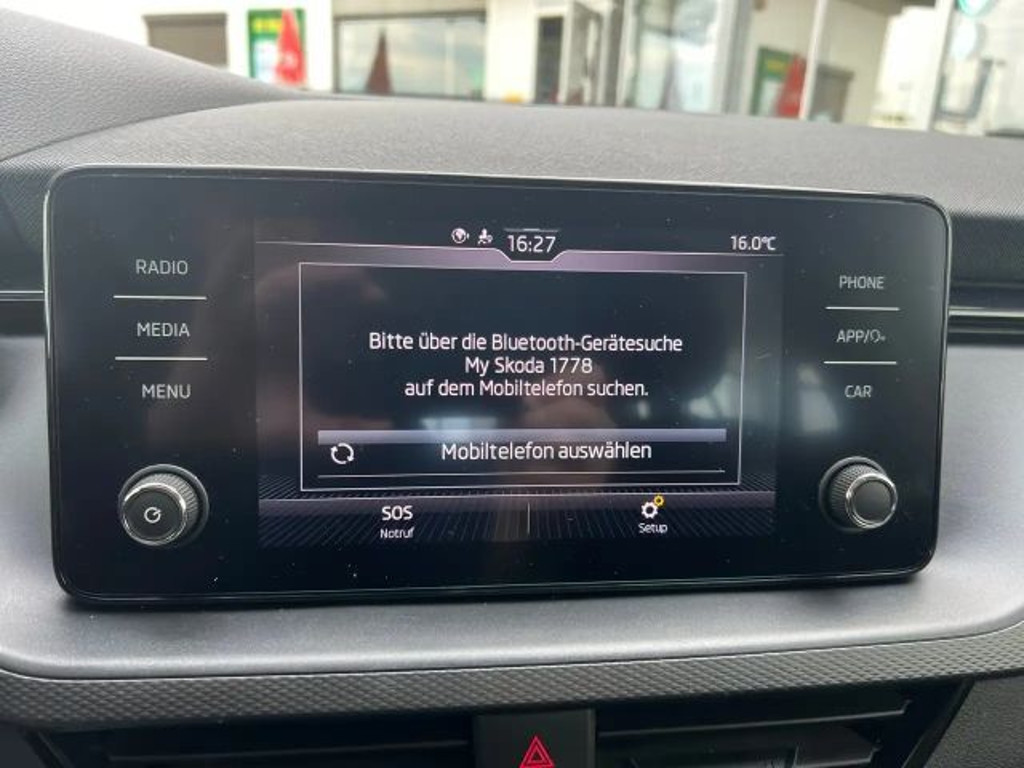 16:27
16.0°C
RADIO
MEDIA
MENU
Bitte über die Bluetooth-Gerätesuche
My Skoda 1778
auf dem Mobiltelefon suchen.
Mobiltelefon auswählen
SOS
Notruf
Setup
PHONE
APP/
CAR